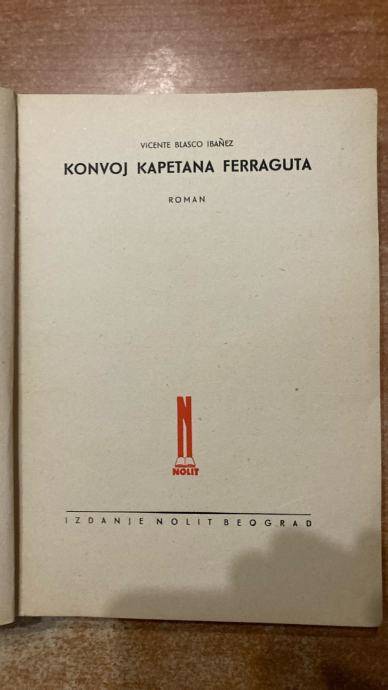 VICENTE BLASCO IBAÑEZ
KONVOJ KAPETANA FERRAGUTA
ROMAN
N
NOLIT
IZDANJE NOLIT BEOGRAD